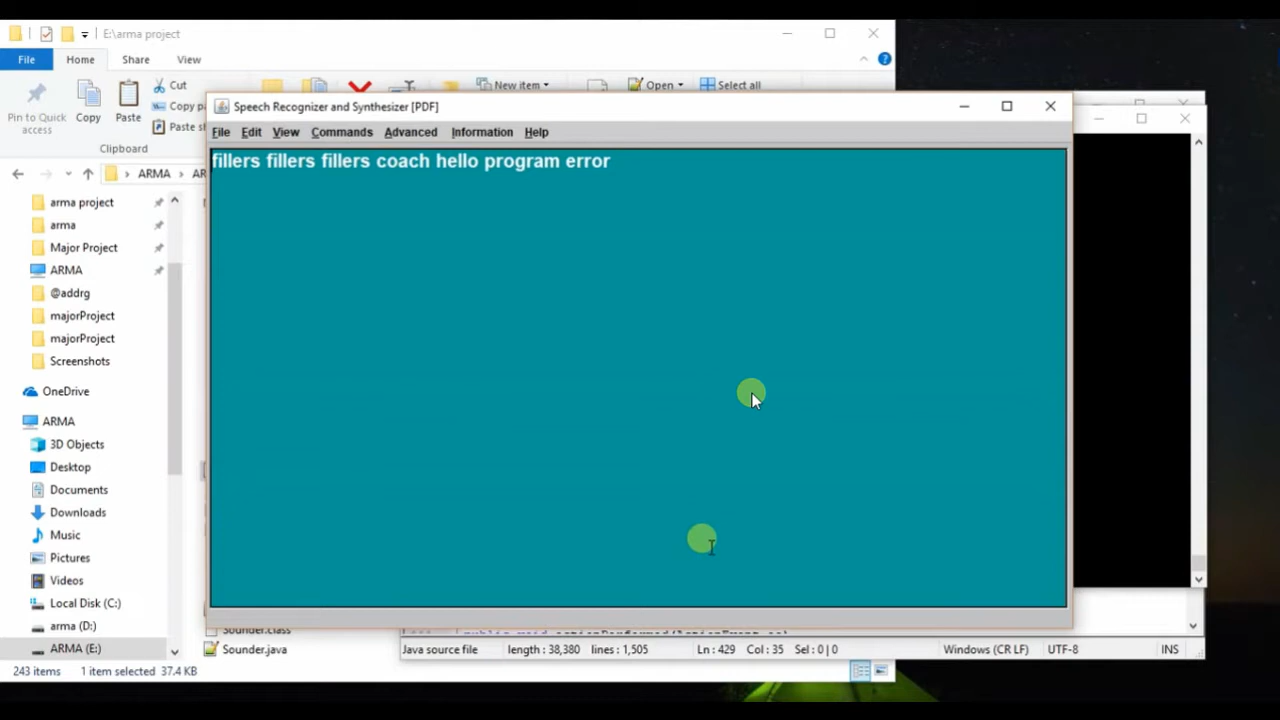 E:\arma project
File Home Share View
Pin to Quick access
Copy
Paste
Cut
Copy pa
Paste sh
New item
Open
Select all
Clipboard
ARMA
AR
Speech Recognizer and Synthesizer [PDF]
File Edit View Commands Advanced Information Help
fillers fillers fillers coach hello program error
arma project
arma
Major Project
ARMA
@addrg
majorProject
majorProject
Screenshots
OneDrive
ARMA
3D Objects
Desktop
Documents
Downloads
Music
Pictures
Videos
Local Disk (C:)
arma (D:)
ARMA (E:)
Sounder.class
Sounder.java
Java source file length : 38,380 lines : 1,505 Ln : 429 Col : 35 Sel : 0 | 0 Windows (CR LF) UTF-8 INS
243 items 1 item selected 37.4 KB